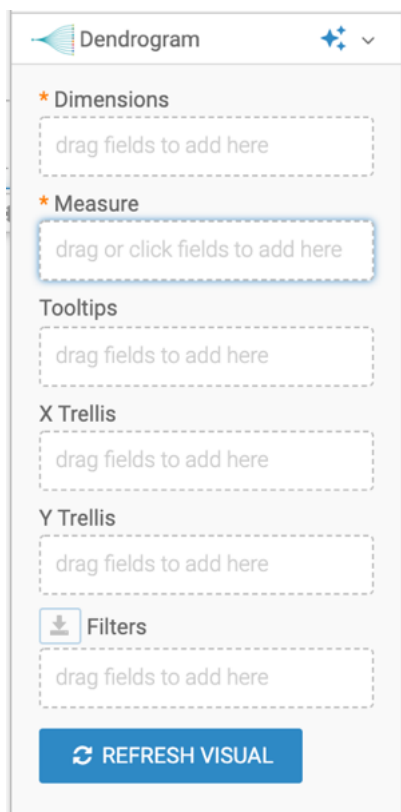 Dendrogram
* Dimensions
drag fields to add here
* Measure
drag or click fields to add here
Tooltips
drag fields to add here
X Trellis
drag fields to add here
Y Trellis
drag fields to add here
Filters
drag fields to add here
REFRESH VISUAL